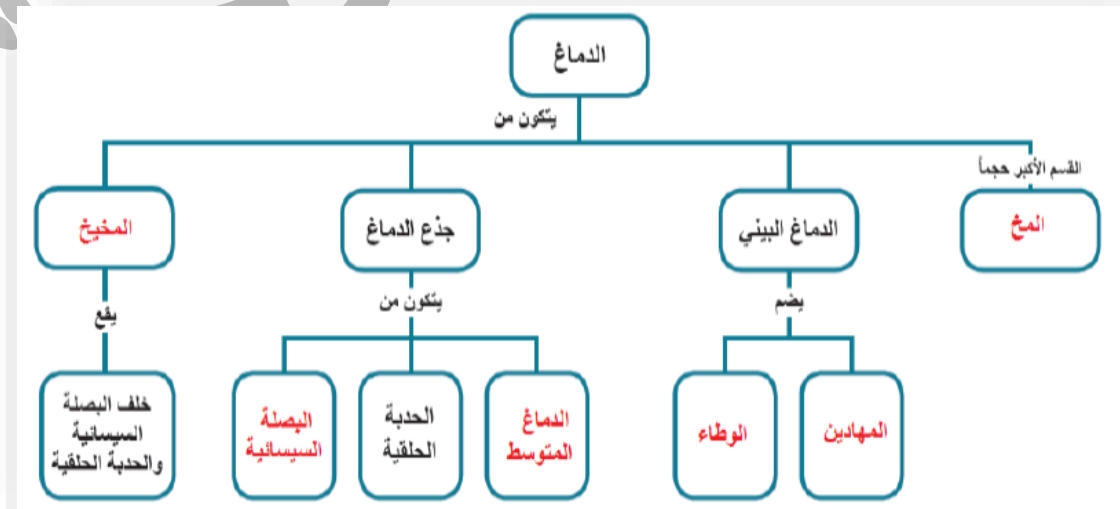 الدماغ
يتكون من
القسم الأكبر حجماً
المخ
الدماغ البيني
جذع الدماغ
المخيخ
يضم
يتكون من
يقع
المهادين
الوطاء
الدماغ
المتوسط
الحدبة
الحلقية
البصلة
السيسائية
خلف البصلة
السيسائية
والحدبة الحلقية